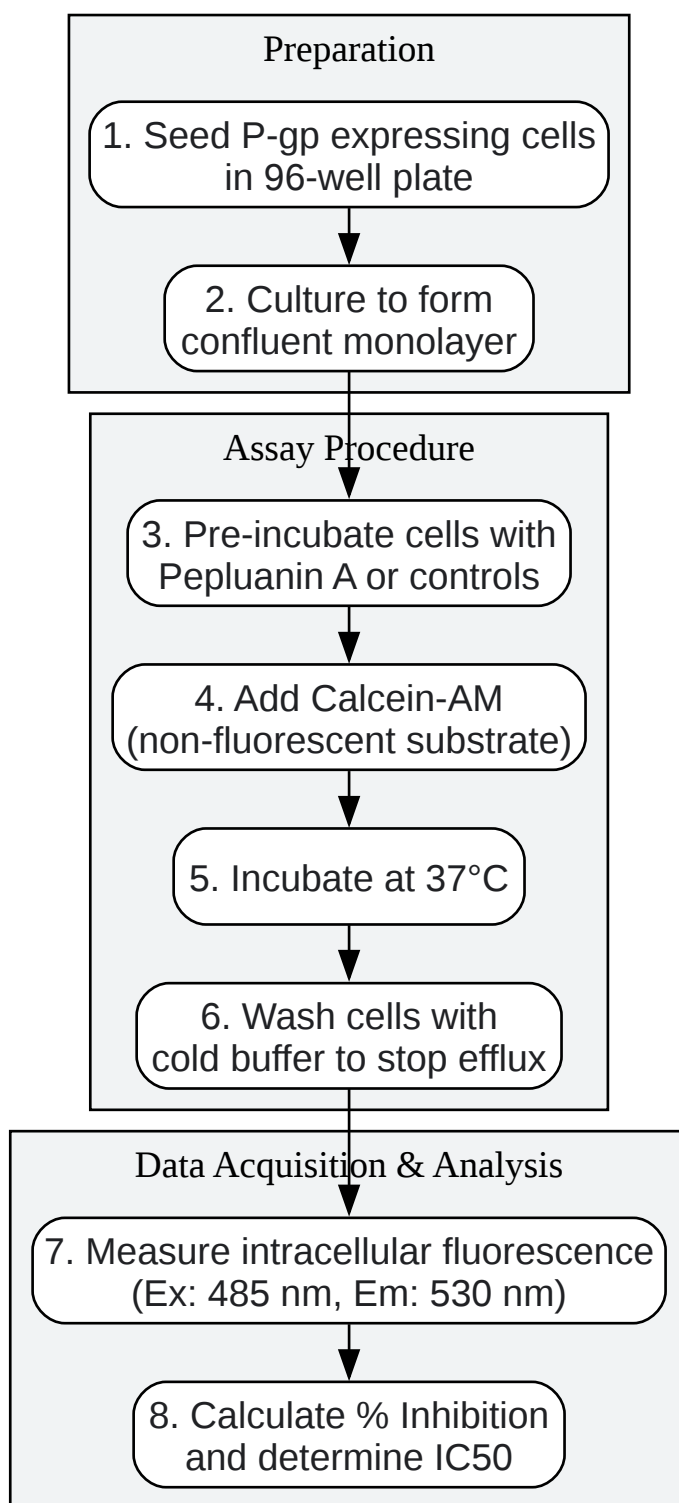 Preparation
1. Seed P-gp expressing cells
in 96-well plate
2. Culture to form
confluent monolayer
Assay Procedure
3. Pre-incubate cells with
Pepluanin A or controls
4. Add Calcein-AM
(non-fluorescent substrate)
5. Incubate at 37°C
6. Wash cells with
cold buffer to stop efflux
Data Acquisition & Analysis
7. Measure intracellular fluorescence
(Ex: 485 nm, Em: 530 nm)
8. Calculate % Inhibition
and determine IC50